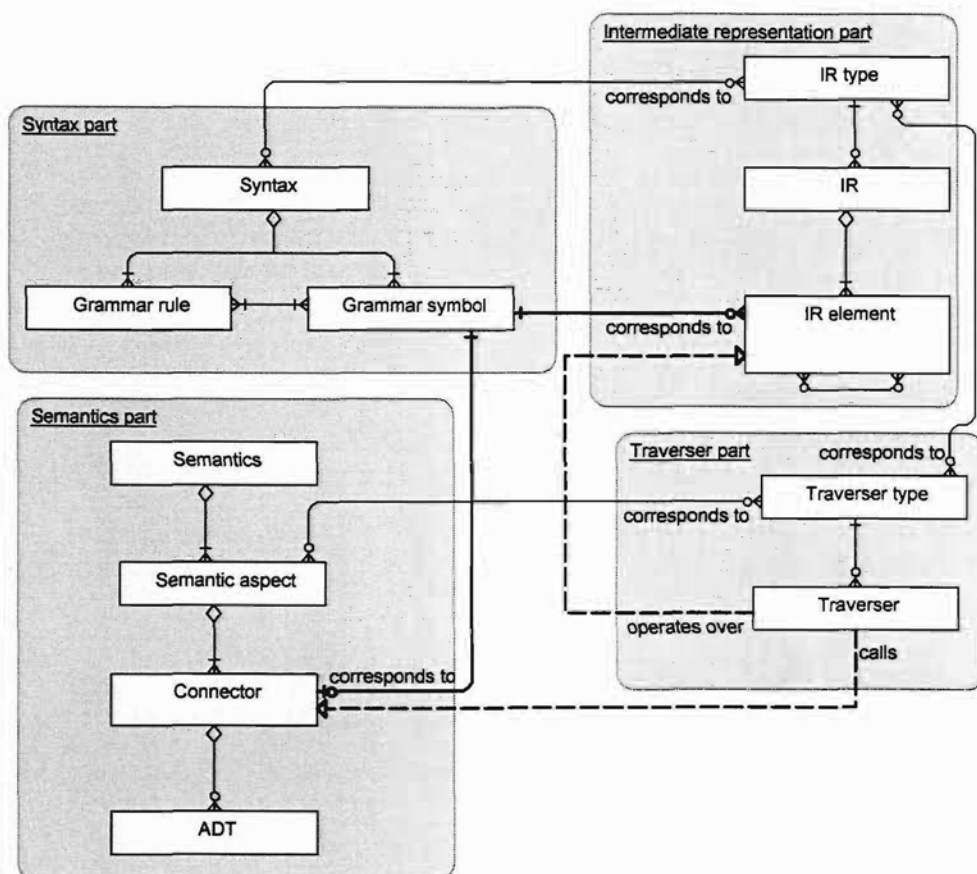 Intermediate representation part
IR type
corresponds to
Syntax part
Syntax
IR
Grammar rule
Grammar symbol
corresponds to
IR element
Semantics part
Semantics
Traverser part
corresponds to
Traverser type
corresponds to
Semantic aspect
Traverser
operates over
calls
corresponds to
Connector
ADT